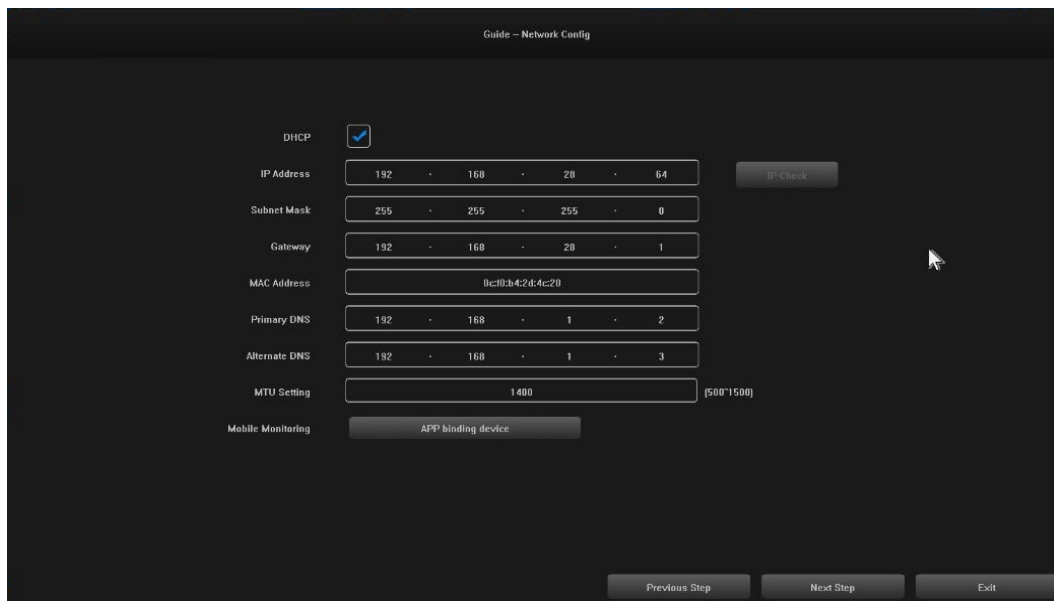 Guide – Network Config
DHCP
IP Address 192 . 168 . 28 . 64 IP Check
Subnet Mask 255 . 255 . 255 . 0
Gateway 192 . 168 . 28 . 1
MAC Address 0c:f0:b4:2d:4c:20
Primary DNS 192 . 168 . 1 . 2
Alternate DNS 192 . 168 . 1 . 3
MTU Setting 1400 (500~1500)
Mobile Monitoring APP binding device
Previous Step Next Step Exit